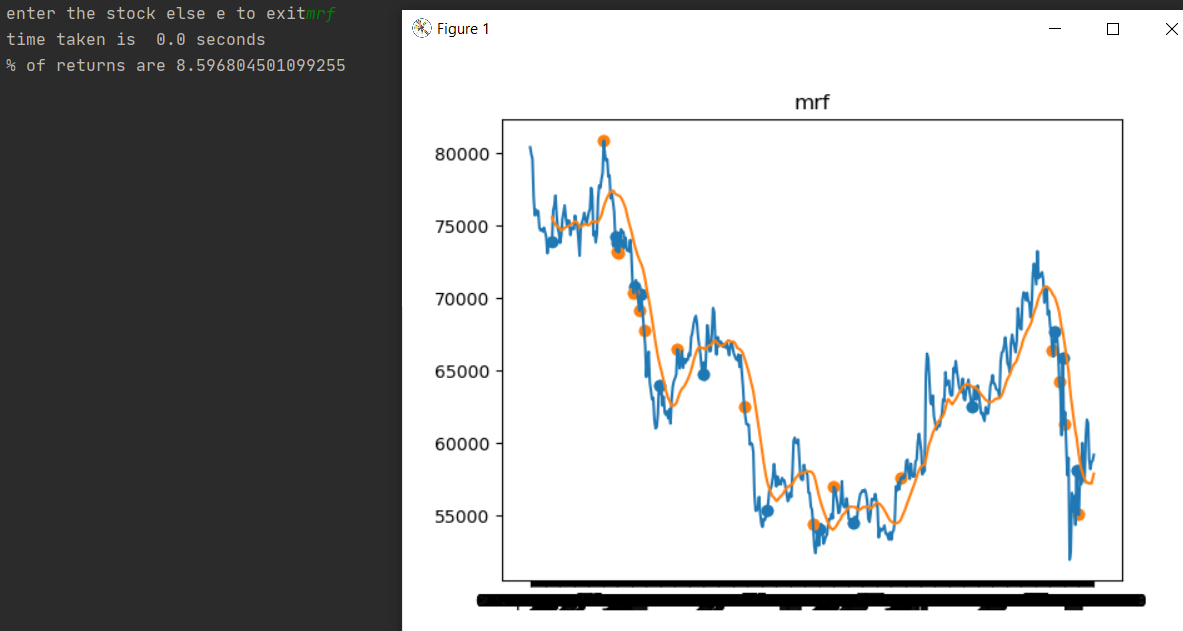 enter the stock else e to exitmrf
time taken is  0.0 seconds
% of returns are 8.596804501099255
Figure 1
mrf
80000
75000
70000
65000
60000
55000